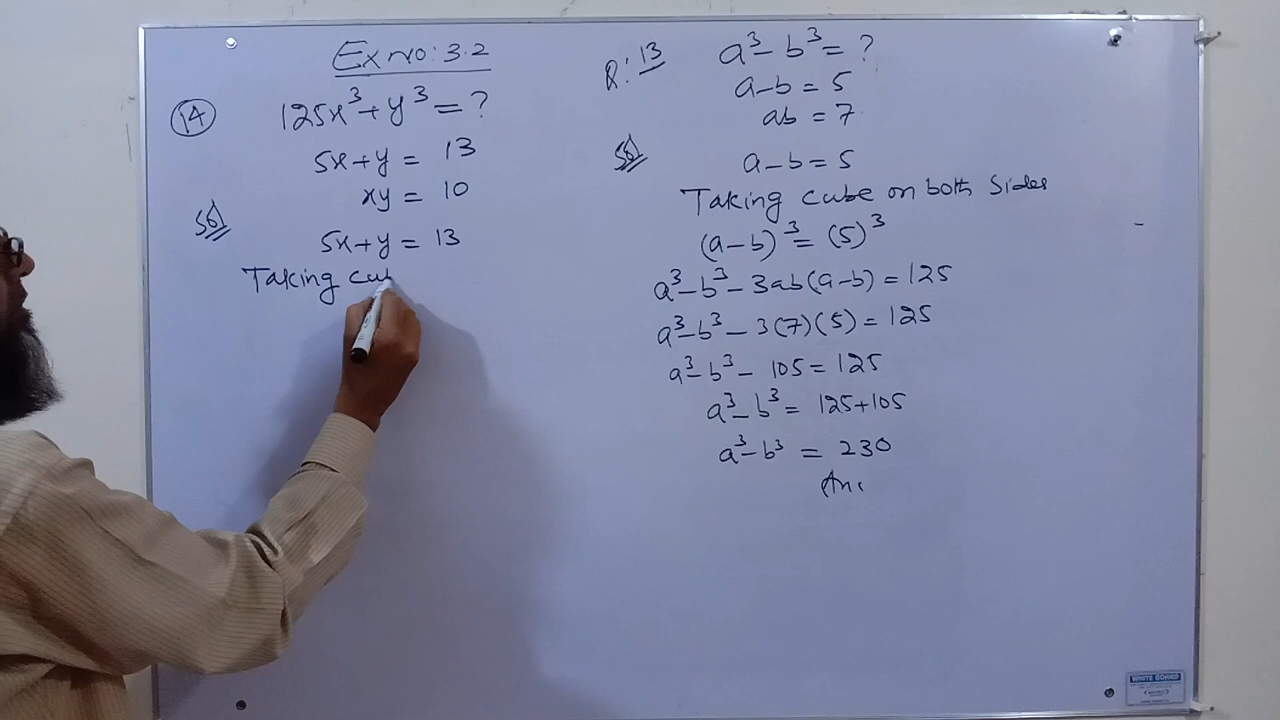 Ex no: 3.2
14
125x³ + y³ = ?
5x + y = 13
xy = 10
Sol
5x + y = 13
Taking cub
Q: 13
a³ - b³ = ?
a - b = 5
ab = 7
Sol
a - b = 5
Taking cube on both sides
(a - b)³ = (5)³
a³ - b³ - 3ab(a - b) = 125
a³ - b³ - 3(7)(5) = 125
a³ - b³ - 105 = 125
a³ - b³ = 125 + 105
a³ - b³ = 230
Ans
WHITE BOARD